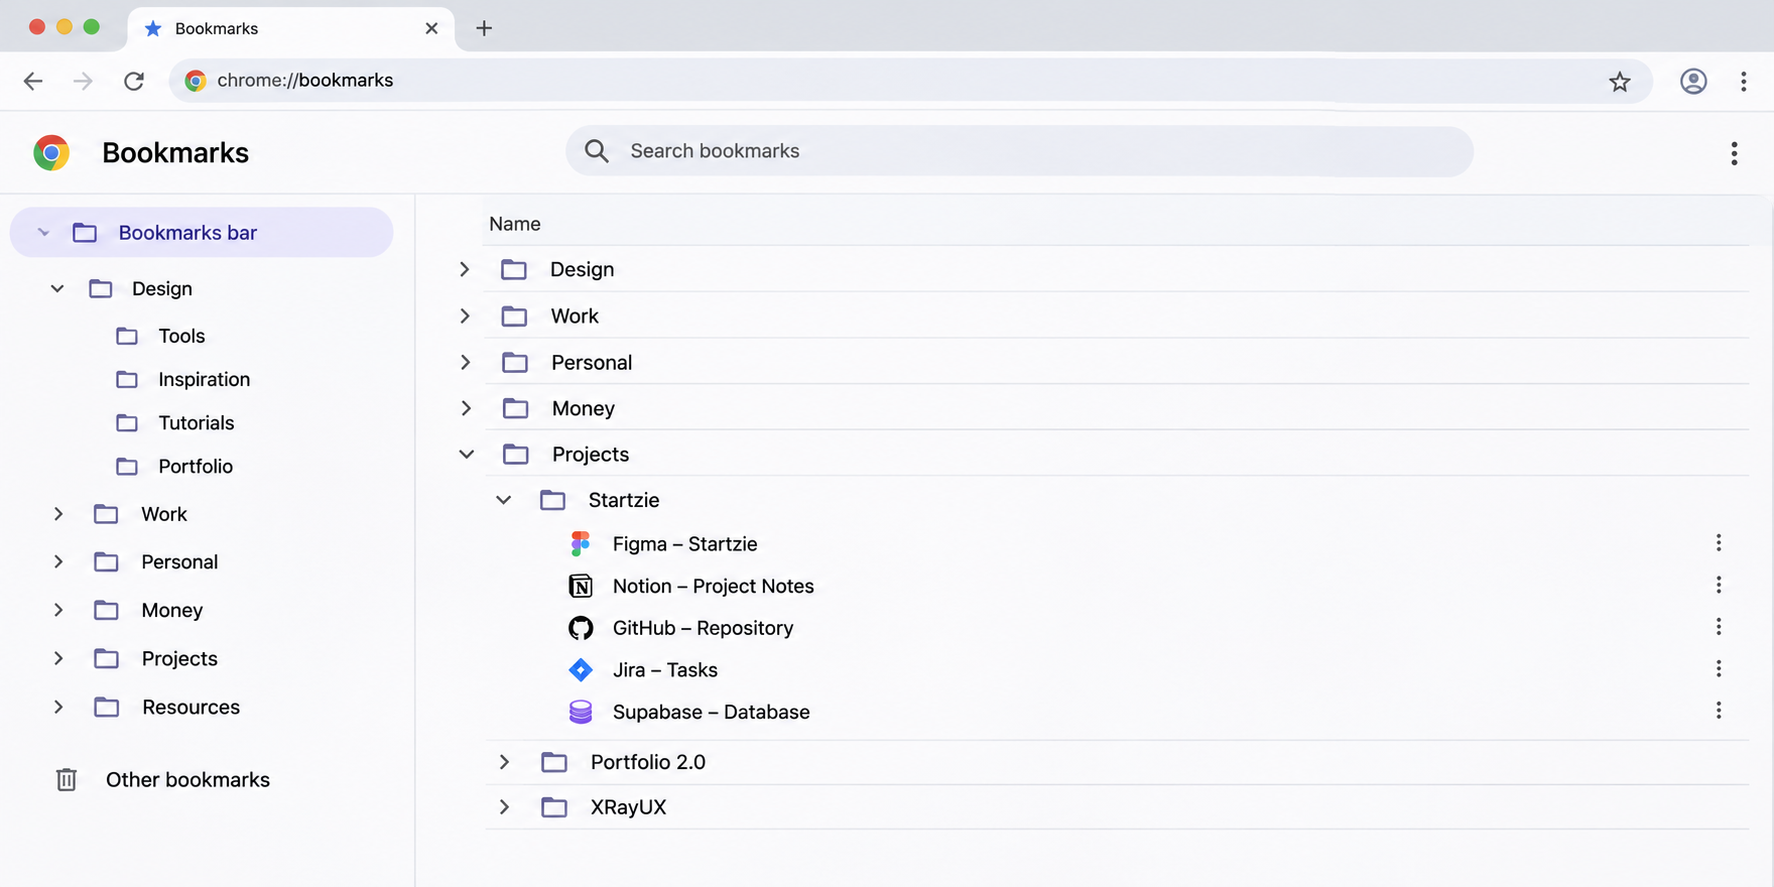 Bookmarks
chrome://bookmarks
Bookmarks
Search bookmarks
Bookmarks bar
Design
Tools
Inspiration
Tutorials
Portfolio
Work
Personal
Money
Projects
Resources
Other bookmarks
Name
Design
Work
Personal
Money
Projects
Startzie
Figma – Startzie
Notion – Project Notes
GitHub – Repository
Jira – Tasks
Supabase – Database
Portfolio 2.0
XRayUX